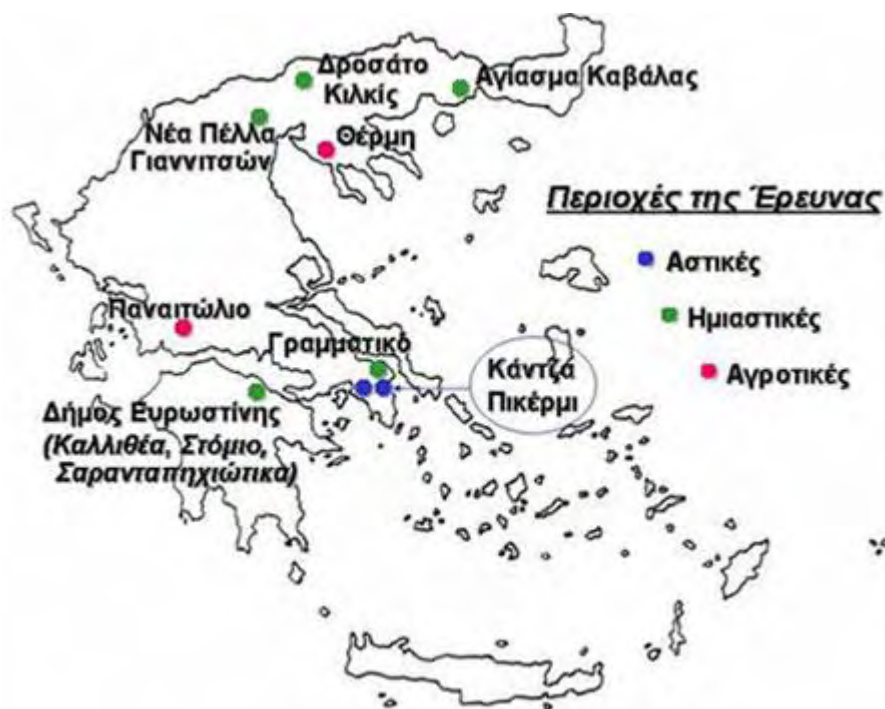 Δροσάτο
Κιλκίς
Αγίασμα Καβάλας
Νέα Πέλλα
Γιαννιτσών
Θέρμη
Περιοχές της Έρευνας
Αστικές
Ημιαστικές
Αγροτικές
Παναιτώλιο
Γραμματικό
Κάντζα
Πικέρμι
Δήμος Ευρωστίνης
(Καλλιθέα, Στόμιο,
Σαρανταπηχιώτικα)